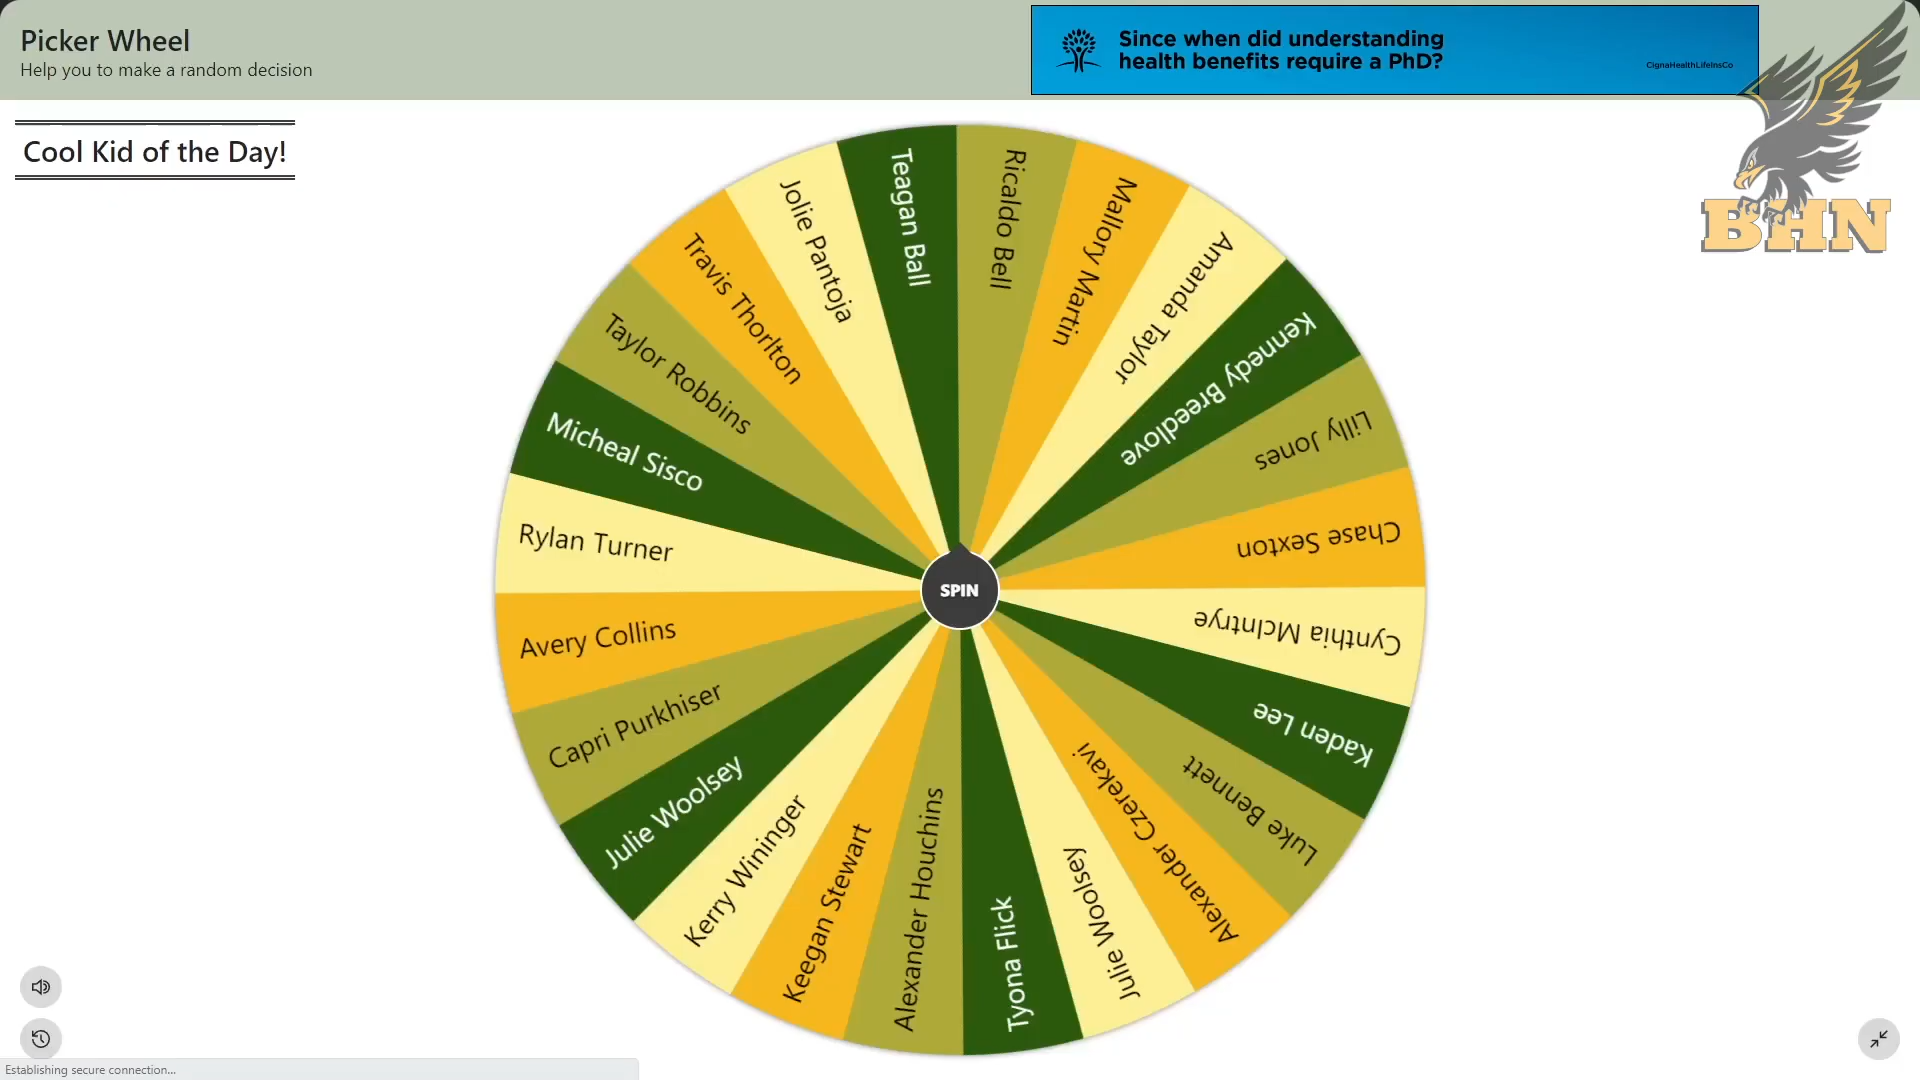 Picker Wheel
Help you to make a random decision
Since when did understanding
health benefits require a PhD?
CignaHealthLifeInsCo
BHN
Cool Kid of the Day!
Teagan Ball
Ricaldo Bell
Mallory Martin
Amanda Taylor
Kennedy Breedlove
Lilly Jones
Chase Sexton
Cynthia McIntrye
Kaden Lee
Luke Bennett
Alexander Czerekavi
Julie Woolsey
Tyona Flick
Alexander Houchins
Keegan Stewart
Kerry Wininger
Julie Woolsey
Capri Purkhiser
Avery Collins
Rylan Turner
Micheal Sisco
Taylor Robbins
Travis Thorlton
Jolie Pantoja
SPIN
Establishing secure connection...